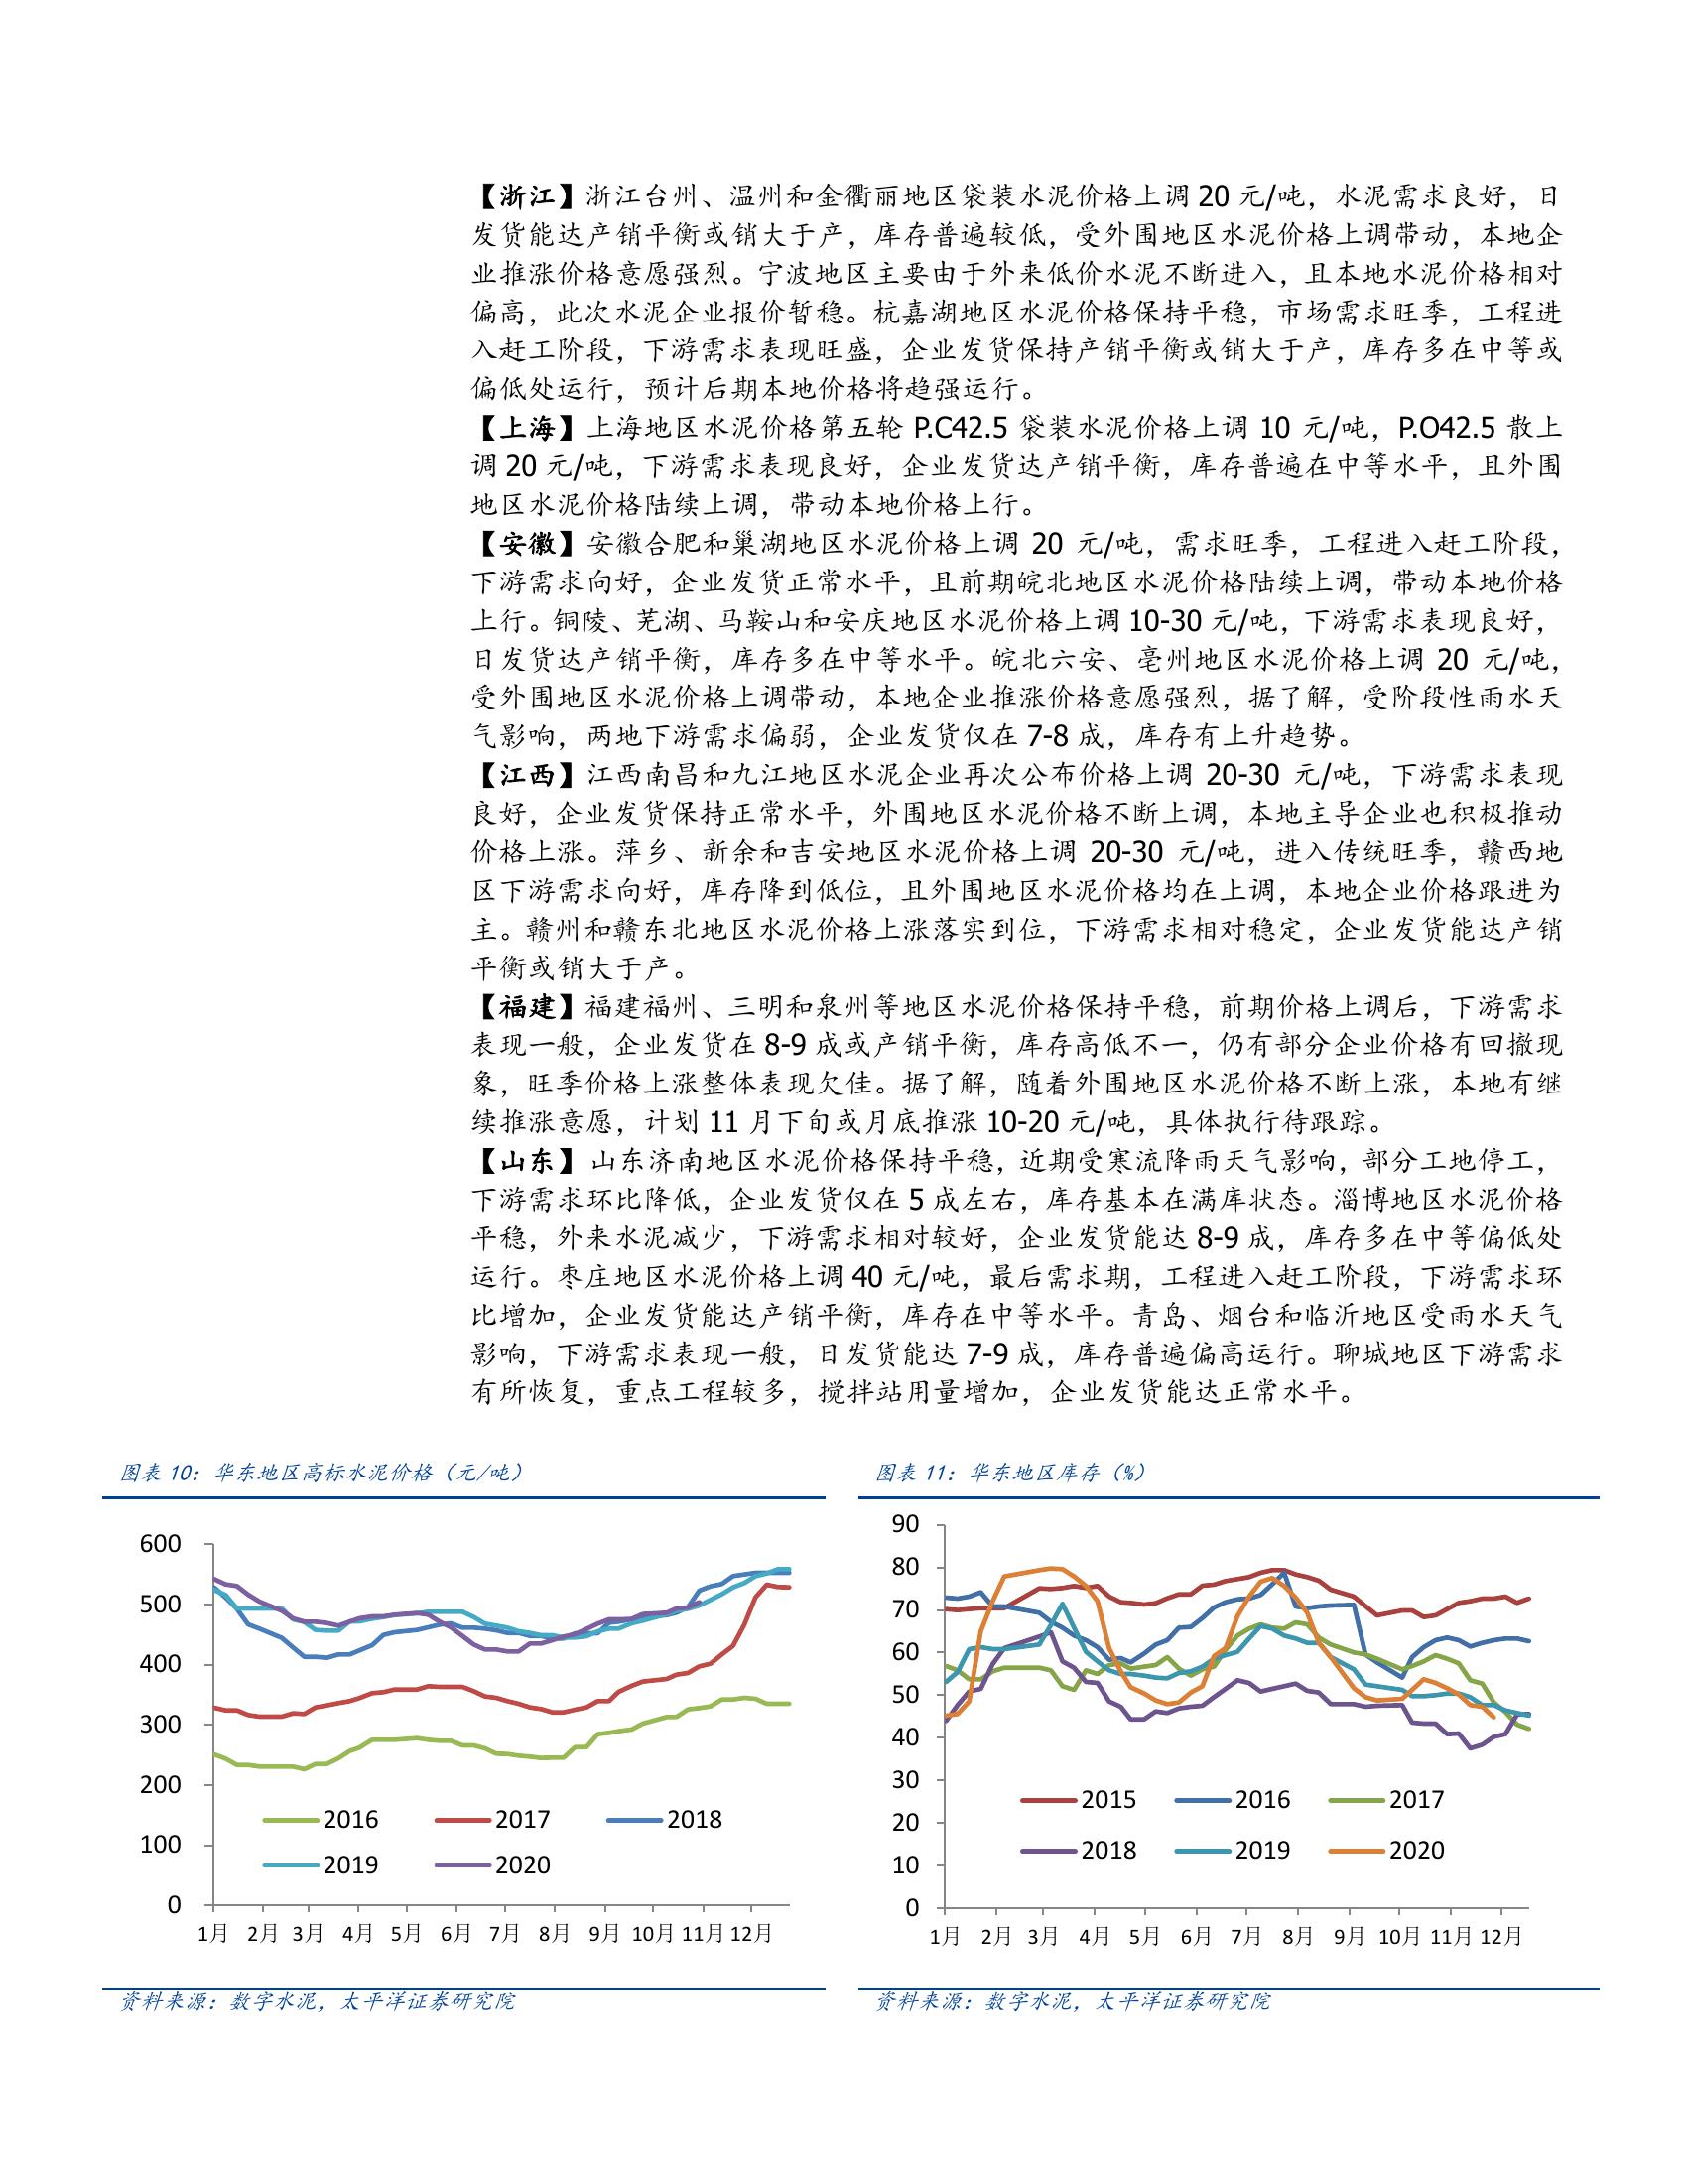 【浙江】浙江台州、温州和金衢丽地区袋装水泥价格上调 20 元/吨，水泥需求良好，日
发货能达产销平衡或销大于产，库存普遍较低，受外围地区水泥价格上调带动，本地企
业推涨价格意愿强烈。宁波地区主要由于外来低价水泥不断进入，且本地水泥价格相对
偏高，此次水泥企业报价暂稳。杭嘉湖地区水泥价格保持平稳，市场需求旺季，工程进
入赶工阶段，下游需求表现旺盛，企业发货保持产销平衡或销大于产，库存多在中等或
偏低处运行，预计后期本地价格将趋强运行。
【上海】上海地区水泥价格第五轮 P.C42.5 袋装水泥价格上调 10 元/吨，P.O42.5 散上
调 20 元/吨，下游需求表现良好，企业发货达产销平衡，库存普遍在中等水平，且外围
地区水泥价格陆续上调，带动本地价格上行。
【安徽】安徽合肥和巢湖地区水泥价格上调 20 元/吨，需求旺季，工程进入赶工阶段，
下游需求向好，企业发货正常水平，且前期皖北地区水泥价格陆续上调，带动本地价格
上行。铜陵、芜湖、马鞍山和安庆地区水泥价格上调 10-30 元/吨，下游需求表现良好，
日发货达产销平衡，库存多在中等水平。皖北六安、亳州地区水泥价格上调 20 元/吨，
受外围地区水泥价格上调带动，本地企业推涨价格意愿强烈，据了解，受阶段性雨水天
气影响，两地下游需求偏弱，企业发货仅在 7-8 成，库存有上升趋势。
【江西】江西南昌和九江地区水泥企业再次公布价格上调 20-30 元/吨，下游需求表现
良好，企业发货保持正常水平，外围地区水泥价格不断上调，本地主导企业也积极推动
价格上涨。萍乡、新余和吉安地区水泥价格上调 20-30 元/吨，进入传统旺季，赣西地
区下游需求向好，库存降到低位，且外围地区水泥价格均在上调，本地企业价格跟进为
主。赣州和赣东北地区水泥价格上涨落实到位，下游需求相对稳定，企业发货能达产销
平衡或销大于产。
【福建】福建福州、三明和泉州等地区水泥价格保持平稳，前期价格上调后，下游需求
表现一般，企业发货在 8-9 成或产销平衡，库存高低不一，仍有部分企业价格有回撤现
象，旺季价格上涨整体表现欠佳。据了解，随着外围地区水泥价格不断上涨，本地有继
续推涨意愿，计划 11 月下旬或月底推涨 10-20 元/吨，具体执行待跟踪。
【山东】山东济南地区水泥价格保持平稳，近期受寒流降雨天气影响，部分工地停工，
下游需求环比降低，企业发货仅在 5 成左右，库存基本在满库状态。淄博地区水泥价格
平稳，外来水泥减少，下游需求相对较好，企业发货能达 8-9 成，库存多在中等偏低处
运行。枣庄地区水泥价格上调 40 元/吨，最后需求期，工程进入赶工阶段，下游需求环
比增加，企业发货能达产销平衡，库存在中等水平。青岛、烟台和临沂地区受雨水天气
影响，下游需求表现一般，日发货能达 7-9 成，库存普遍偏高运行。聊城地区下游需求
有所恢复，重点工程较多，搅拌站用量增加，企业发货能达正常水平。
图表 10：华东地区高标水泥价格（元/吨）
600
500
400
300
200
100
0
2016 2017 2018
2019 2020
1月 2月 3月 4月 5月 6月 7月 8月 9月 10月 11月 12月
资料来源：数字水泥，太平洋证券研究院
图表 11：华东地区库存（%）
90
80
70
60
50
40
30
20
10
0
2015 2016 2017
2018 2019 2020
1月 2月 3月 4月 5月 6月 7月 8月 9月 10月 11月 12月
资料来源：数字水泥，太平洋证券研究院